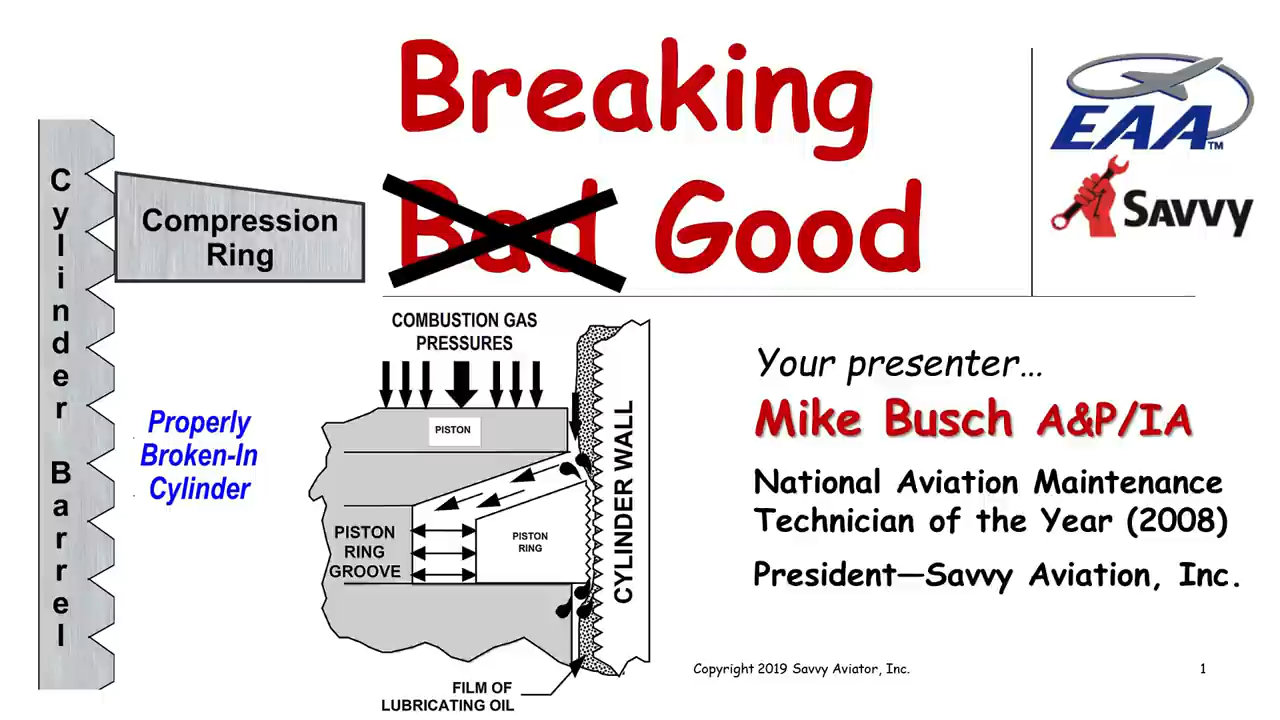 Breaking
Bad Good
EAA™
SAVVY
Cylinder Barrel
Compression
Ring
Properly
Broken-In
Cylinder
COMBUSTION GAS
PRESSURES
PISTON
PISTON
RING
GROOVE
PISTON
RING
CYLINDER WALL
FILM OF
LUBRICATING OIL
Your presenter…
Mike Busch A&P/IA
National Aviation Maintenance
Technician of the Year (2008)
President—Savvy Aviation, Inc.
Copyright 2019 Savvy Aviator, Inc.
1